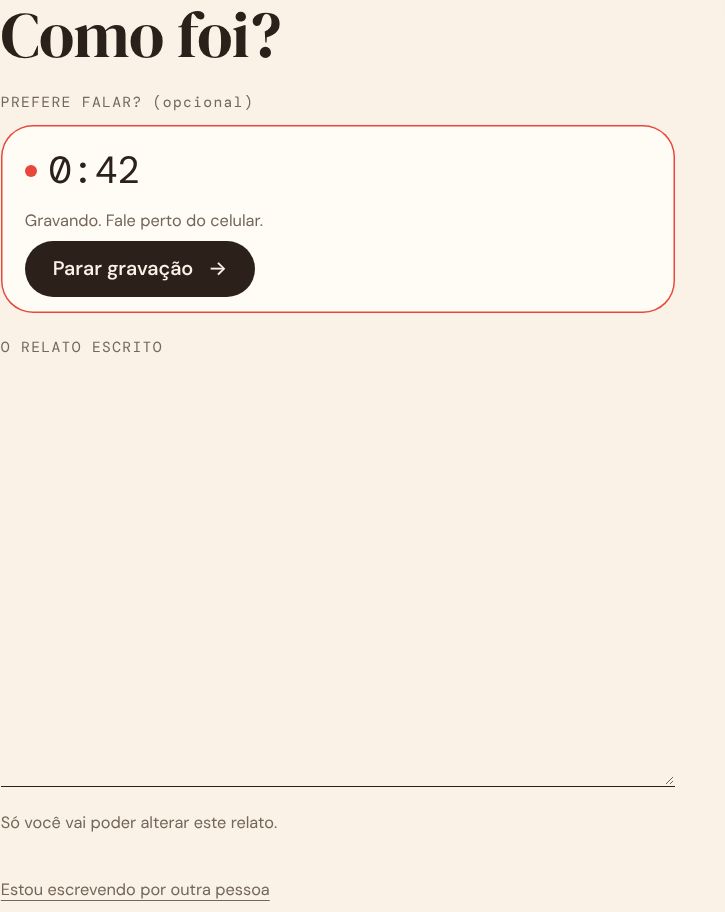 Como foi?
PREFERE FALAR? (opcional)
0:42
Gravando. Fale perto do celular.
Parar gravação →
O RELATO ESCRITO
Só você vai poder alterar este relato.
Estou escrevendo por outra pessoa